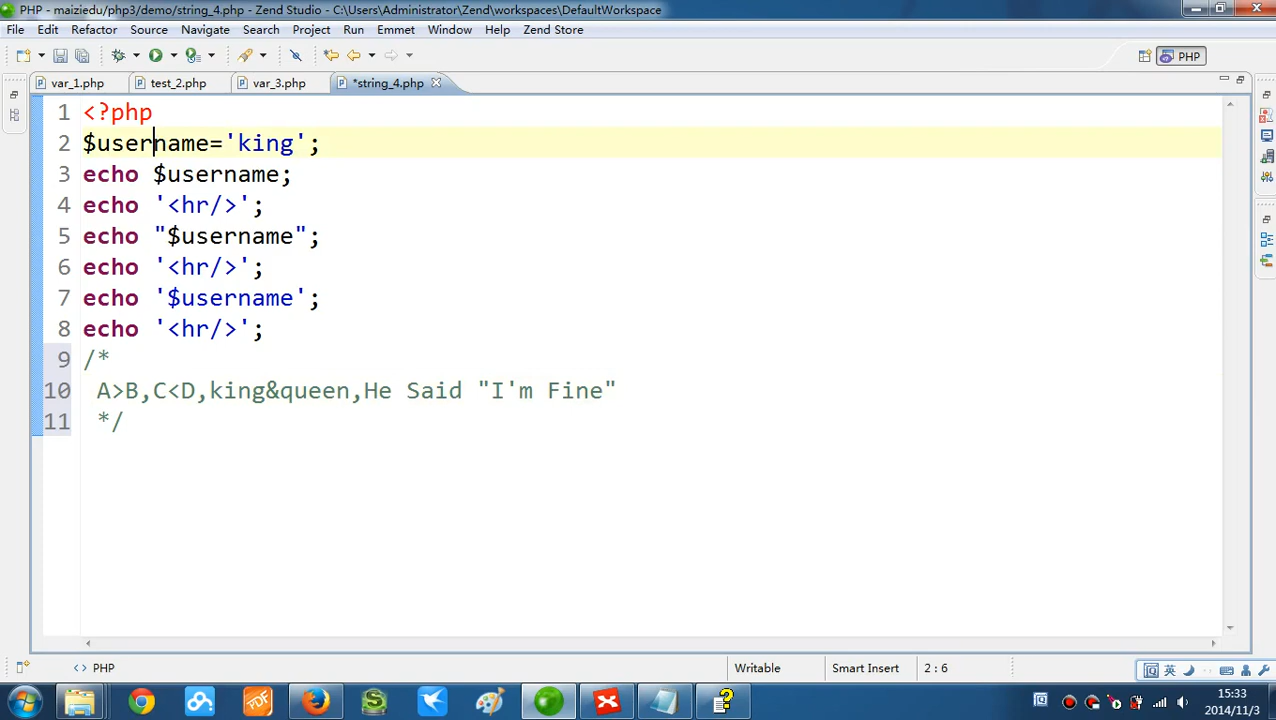 PHP - maiziedu/php3/demo/string_4.php - Zend Studio - C:\Users\Administrator\Zend\workspaces\DefaultWorkspace
File Edit Refactor Source Navigate Search Project Run Emmet Window Help Zend Store
PHP
var_1.php test_2.php var_3.php *string_4.php
1 <?php
2 $username='king';
3 echo $username;
4 echo '<hr/>';
5 echo "$username";
6 echo '<hr/>';
7 echo '$username';
8 echo '<hr/>';
9 /*
10 A>B,C<D,king&queen,He Said "I'm Fine"
11 */
<> PHP Writable Smart Insert 2 : 6
英
PDF
15:33
2014/11/3